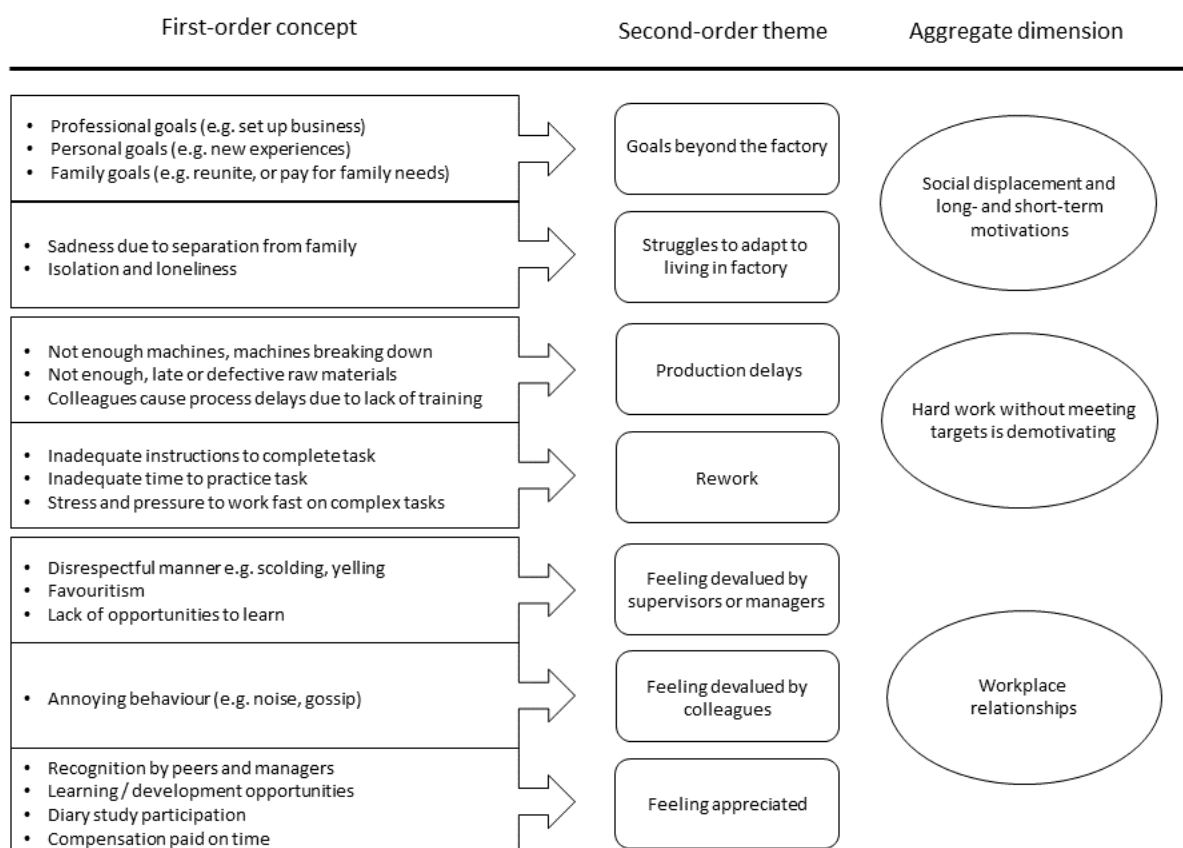 First-order concept
Second-order theme
Aggregate dimension
• Professional goals (e.g. set up business)
• Personal goals (e.g. new experiences)
• Family goals (e.g. reunite, or pay for family needs)
Goals beyond the factory
• Sadness due to separation from family
• Isolation and loneliness
Struggles to adapt to
living in factory
Social displacement and
long- and short-term
motivations
• Not enough machines, machines breaking down
• Not enough, late or defective raw materials
• Colleagues cause process delays due to lack of training
Production delays
• Inadequate instructions to complete task
• Inadequate time to practice task
• Stress and pressure to work fast on complex tasks
Rework
Hard work without meeting
targets is demotivating
• Disrespectful manner e.g. scolding, yelling
• Favouritism
• Lack of opportunities to learn
Feeling devalued by
supervisors or managers
• Annoying behaviour (e.g. noise, gossip)
Feeling devalued by
colleagues
• Recognition by peers and managers
• Learning / development opportunities
• Diary study participation
• Compensation paid on time
Feeling appreciated
Workplace
relationships